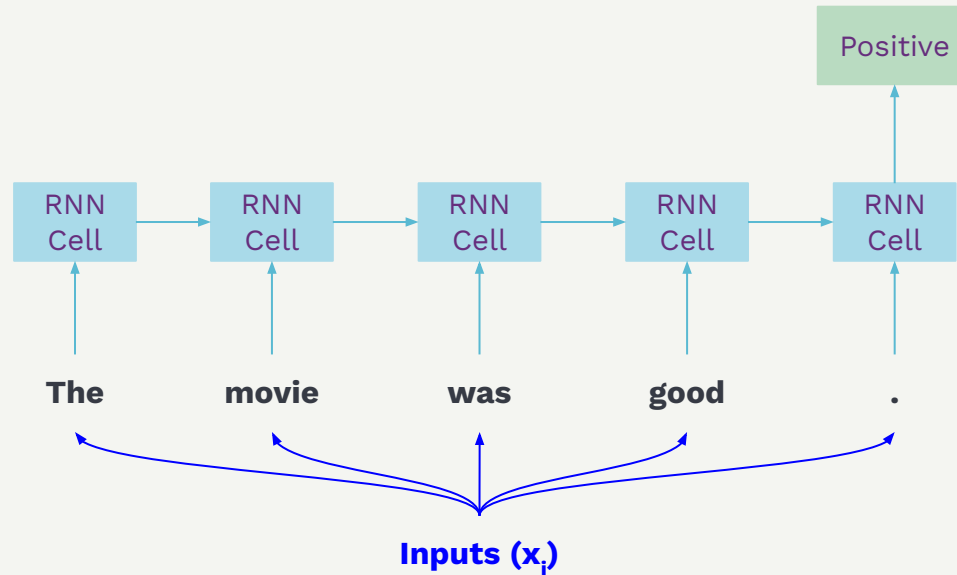 Positive
RNN Cell
RNN Cell
RNN Cell
RNN Cell
RNN Cell
The movie was good .
Inputs (xᵢ)